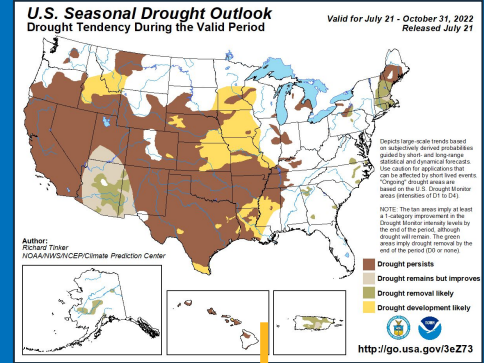 U.S. Seasonal Drought Outlook
Drought Tendency During the Valid Period
Valid for July 21 - October 31, 2022
Released July 21
Depicts large-scale trends based
on subjectively derived probabilities
guided by short- and long-range
statistical and dynamical forecasts.
Use caution for applications that
can be affected by short lived events.
"Ongoing" drought areas are
based on the U.S. Drought Monitor
areas (intensities of D1 to D4).
NOTE: The tan areas imply at least
a 1-category improvement in the
Drought Monitor intensity levels by
the end of the period, although
drought will remain. The green
areas imply drought removal by the
end of the period (D0 or none).
Author:
Richard Tinker
NOAA/NWS/NCEP/Climate Prediction Center
Drought persists
Drought remains but improves
Drought removal likely
Drought development likely
http://go.usa.gov/3eZ73